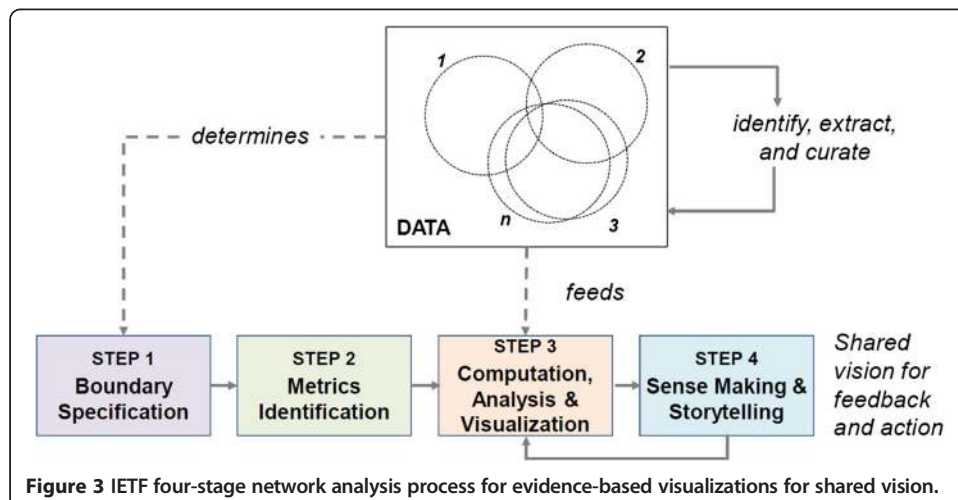 1
2
determines
identify, extract,
and curate
n
3
DATA
feeds
STEP 1
Boundary
Specification
STEP 2
Metrics
Identification
STEP 3
Computation,
Analysis &
Visualization
STEP 4
Sense Making &
Storytelling
Shared
vision for
feedback
and action
Figure 3 IETF four-stage network analysis process for evidence-based visualizations for shared vision.